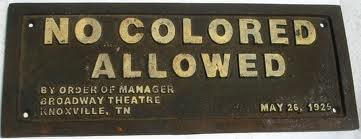 NO COLORED
ALLOWED
BY ORDER OF MANAGER
BROADWAY THEATRE
KNOXVILLE, TN MAY 26, 1925